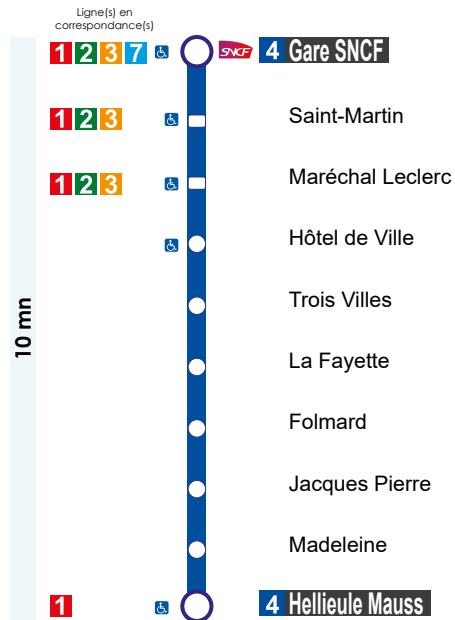 Ligne(s) en
correspondance(s)
1 2 3 7 SNCF 4 Gare SNCF
1 2 3 Saint-Martin
1 2 3 Maréchal Leclerc
Hôtel de Ville
Trois Villes
10 mn
La Fayette
Folmard
Jacques Pierre
Madeleine
1 4 Hellieule Mauss